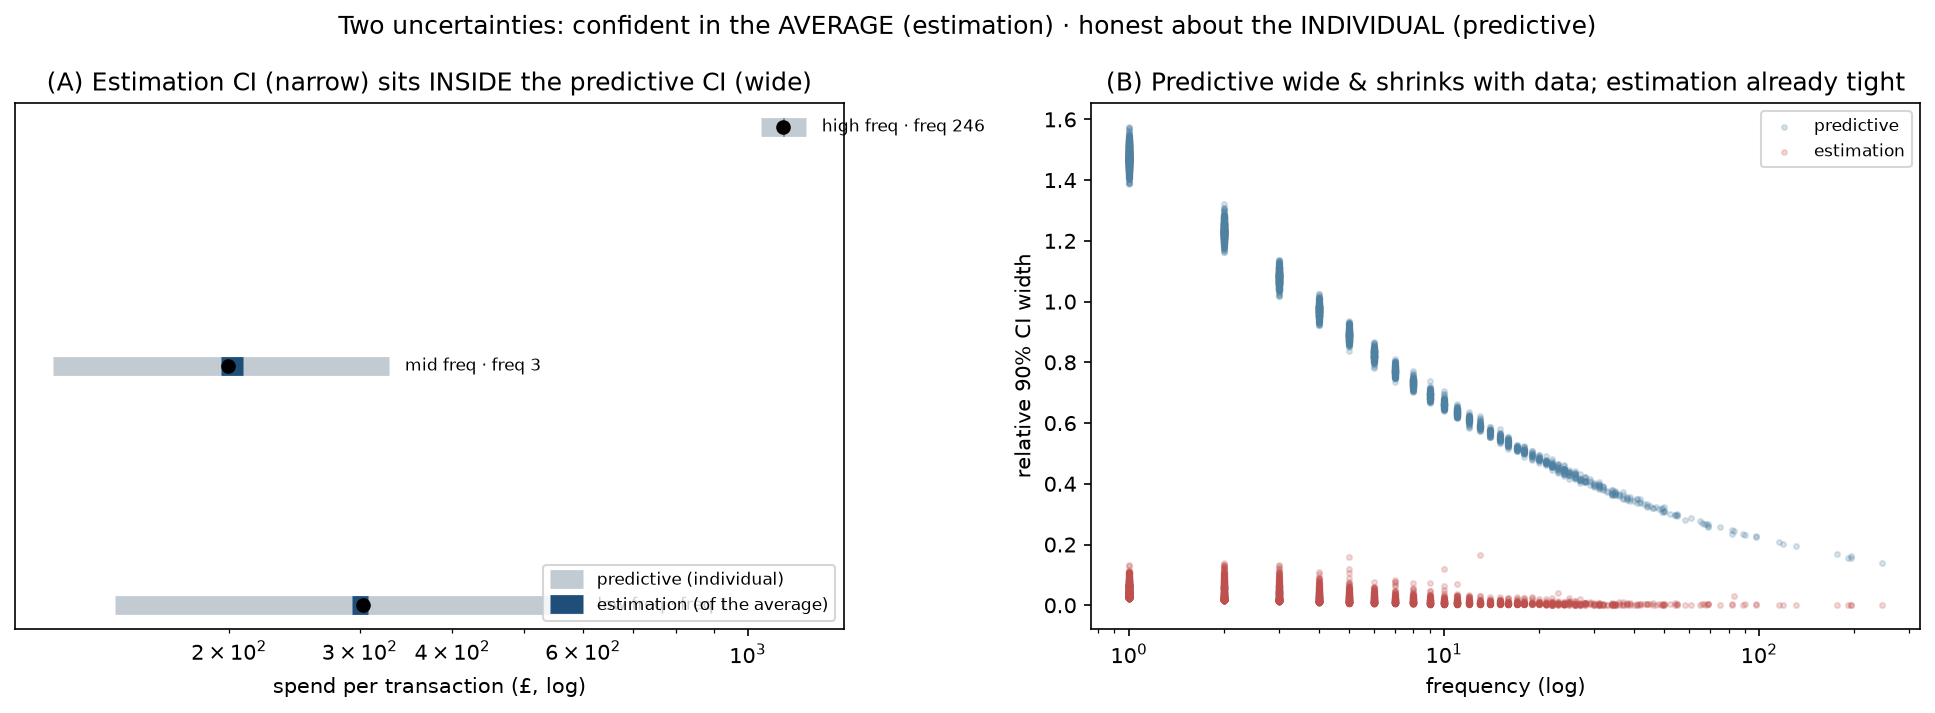 Two uncertainties: confident in the AVERAGE (estimation) · honest about the INDIVIDUAL (predictive)
(A) Estimation CI (narrow) sits INSIDE the predictive CI (wide)
high freq · freq 246
mid freq · freq 3
predictive (individual)
estimation (of the average)
2 × 10² 3 × 10² 4 × 10² 6 × 10² 10³
spend per transaction (£, log)
(B) Predictive wide & shrinks with data; estimation already tight
predictive
estimation
1.6
1.4
1.2
1.0
0.8
0.6
0.4
0.2
0.0
relative 90% CI width
10⁰ 10¹ 10²
frequency (log)